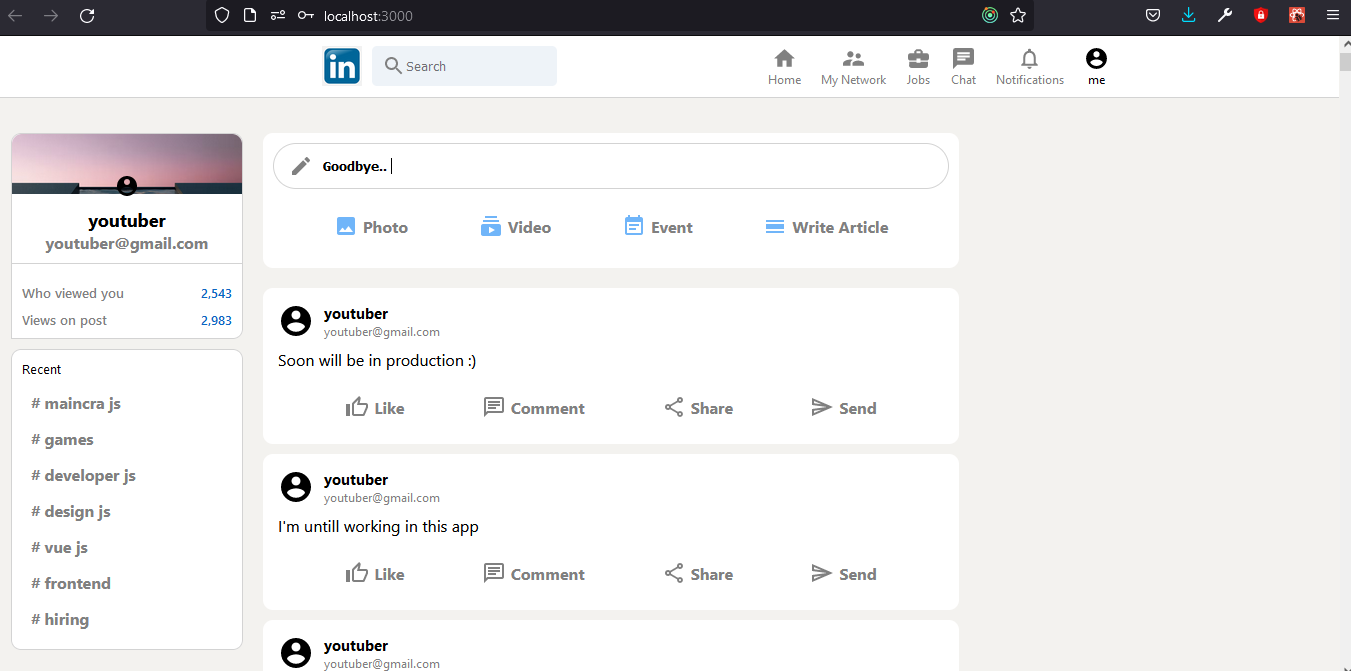 localhost:3000
in Search Home My Network Jobs Chat Notifications me
Goodbye..
Photo Video Event Write Article
youtuber
youtuber@gmail.com
Who viewed you 2,543
Views on post 2,983
Recent
# maincra js
# games
# developer js
# design js
# vue js
# frontend
# hiring
youtuber
youtuber@gmail.com
Soon will be in production :)
Like Comment Share Send
youtuber
youtuber@gmail.com
I'm untill working in this app
Like Comment Share Send
youtuber
youtuber@gmail.com